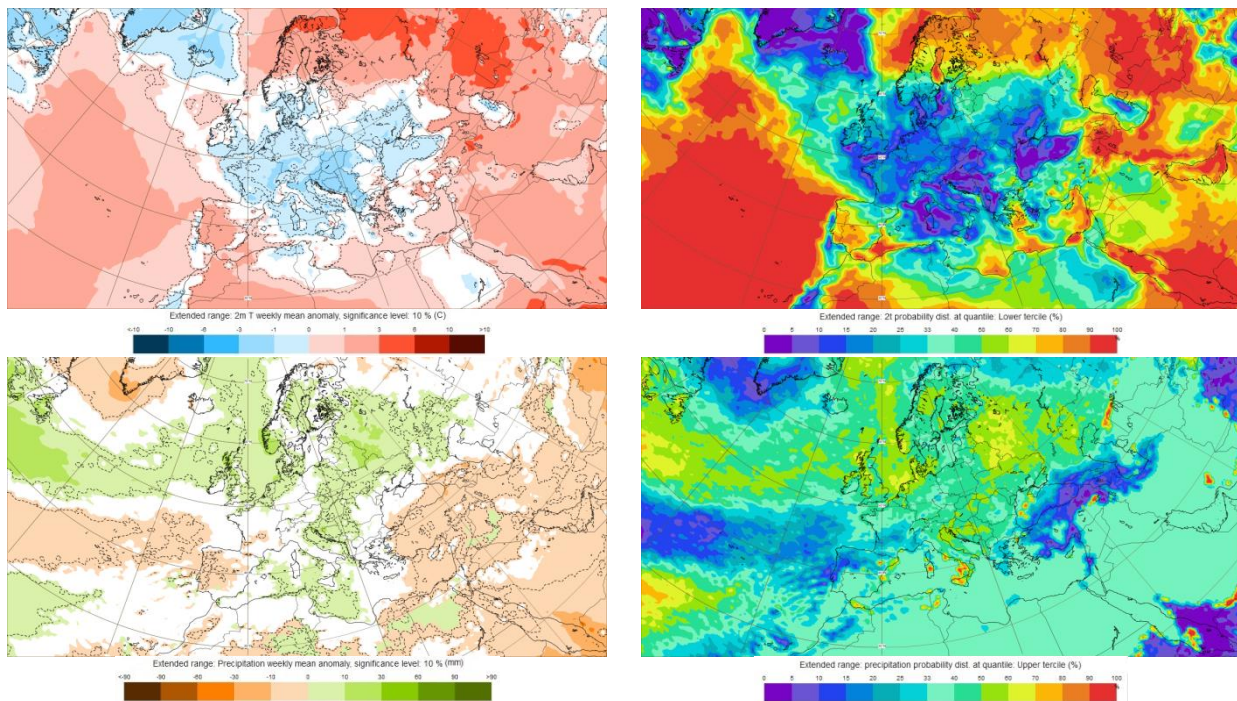 Extended range: 2m T weekly mean anomaly, significance level: 10 % (C)
<-10 -10 -6 -3 -1 0 1 3 6 10 >10
Extended range: 2t probability dist. at quantile: Lower tercile (%)
0 5 10 15 20 25 30 40 50 60 70 80 90 100
%
Extended range: Precipitation weekly mean anomaly, significance level: 10 % (mm)
<-90 -90 -60 -30 -10 0 10 30 60 90 >90
Extended range: precipitation probability dist. at quantile: Upper tercile (%)
0 5 10 15 20 25 30 40 50 60 70 80 90 100
%